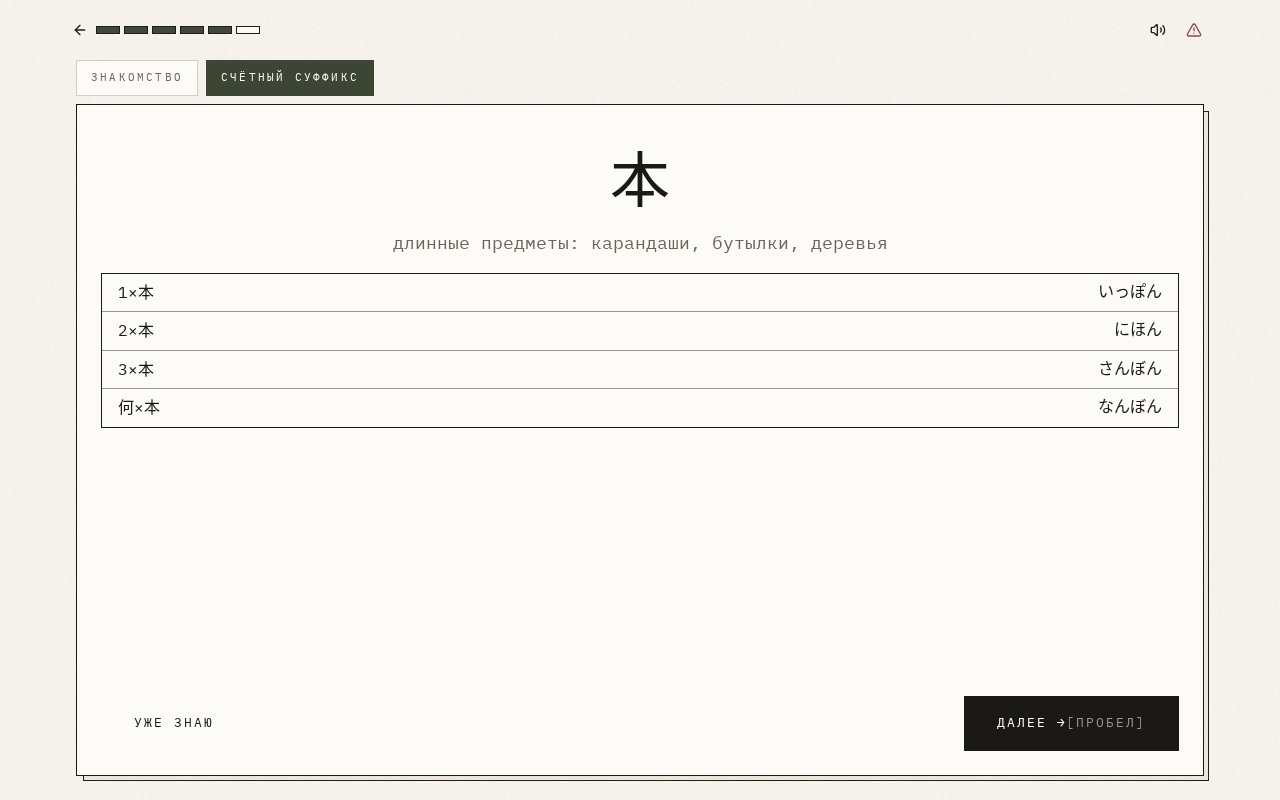 ЗНАКОМСТВО
СЧЁТНЫЙ СУФФИКС
本
длинные предметы: карандаши, бутылки, деревья
1×本 いっぽん
2×本 にほん
3×本 さんぼん
何×本 なんぼん
УЖЕ ЗНАЮ
ДАЛЕЕ →[ПРОБЕЛ]